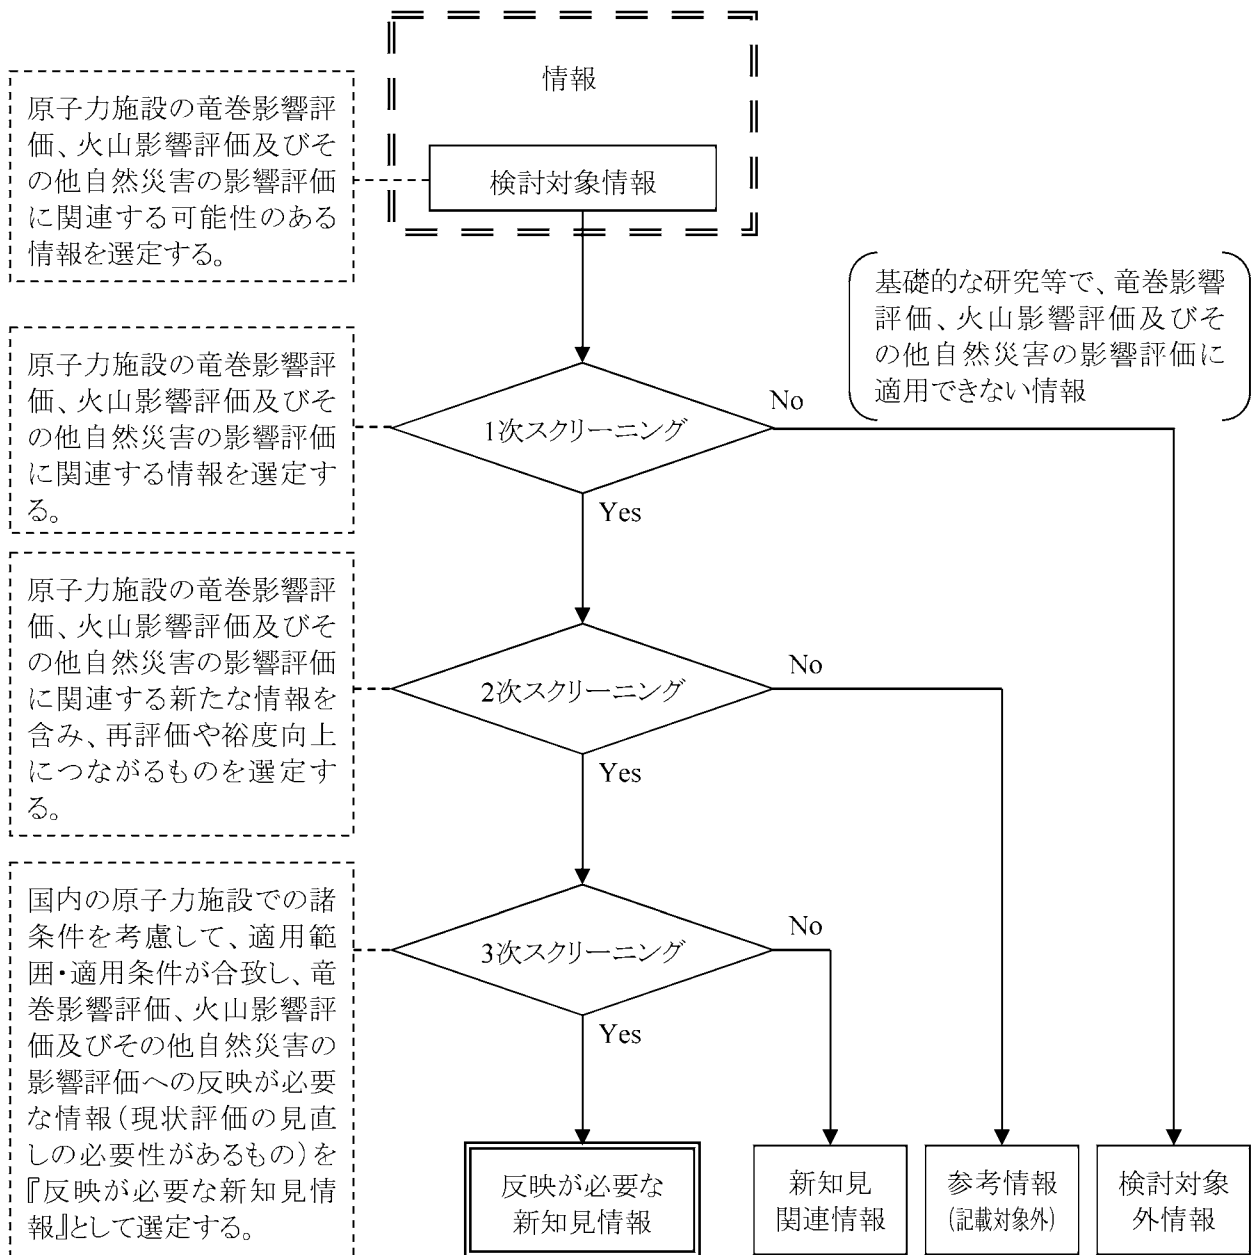 情報
検討対象情報
原子力施設の竜巻影響評
価、火山影響評価及びそ
の他自然災害の影響評価
に関連する可能性のある
情報を選定する。
基礎的な研究等で、竜巻影響
評価、火山影響評価及びそ
の他自然災害の影響評価に
適用できない情報
原子力施設の竜巻影響評
価、火山影響評価及びそ
の他自然災害の影響評価
に関連する情報を選定す
る。
1次スクリーニング
No
Yes
原子力施設の竜巻影響評
価、火山影響評価及びそ
の他自然災害の影響評価
に関連する新たな情報を
含み、再評価や裕度向上
につながるものを選定す
る。
2次スクリーニング
No
Yes
国内の原子力施設での諸
条件を考慮して、適用範
囲・適用条件が合致し、竜
巻影響評価、火山影響評
価及びその他自然災害の
影響評価への反映が必要
な情報(現状評価の見直
しの必要性があるもの)を
『反映が必要な新知見情
報』として選定する。
3次スクリーニング
No
Yes
反映が必要な
新知見情報
新知見
関連情報
参考情報
(記載対象外)
検討対象
外情報